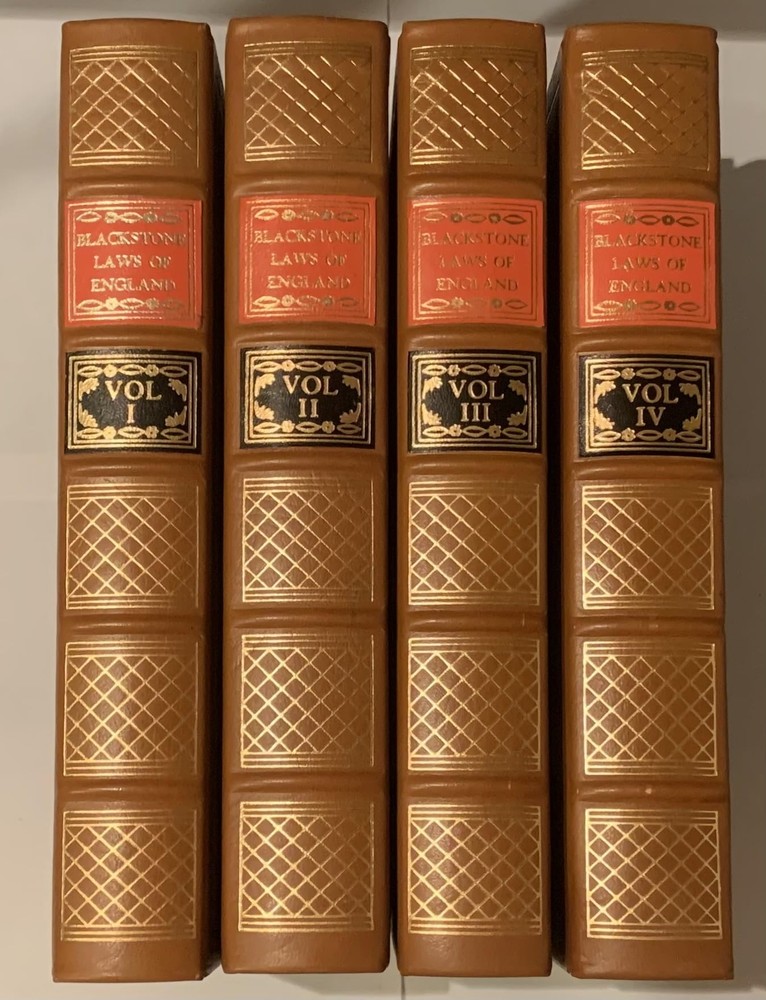 BLACKSTONE
LAWS OF
ENGLAND
VOL
I
BLACKSTONE
LAWS OF
ENGLAND
VOL
II
BLACKSTONE
LAWS OF
ENGLAND
VOL
III
BLACKSTONE
LAWS OF
ENGLAND
VOL
IV